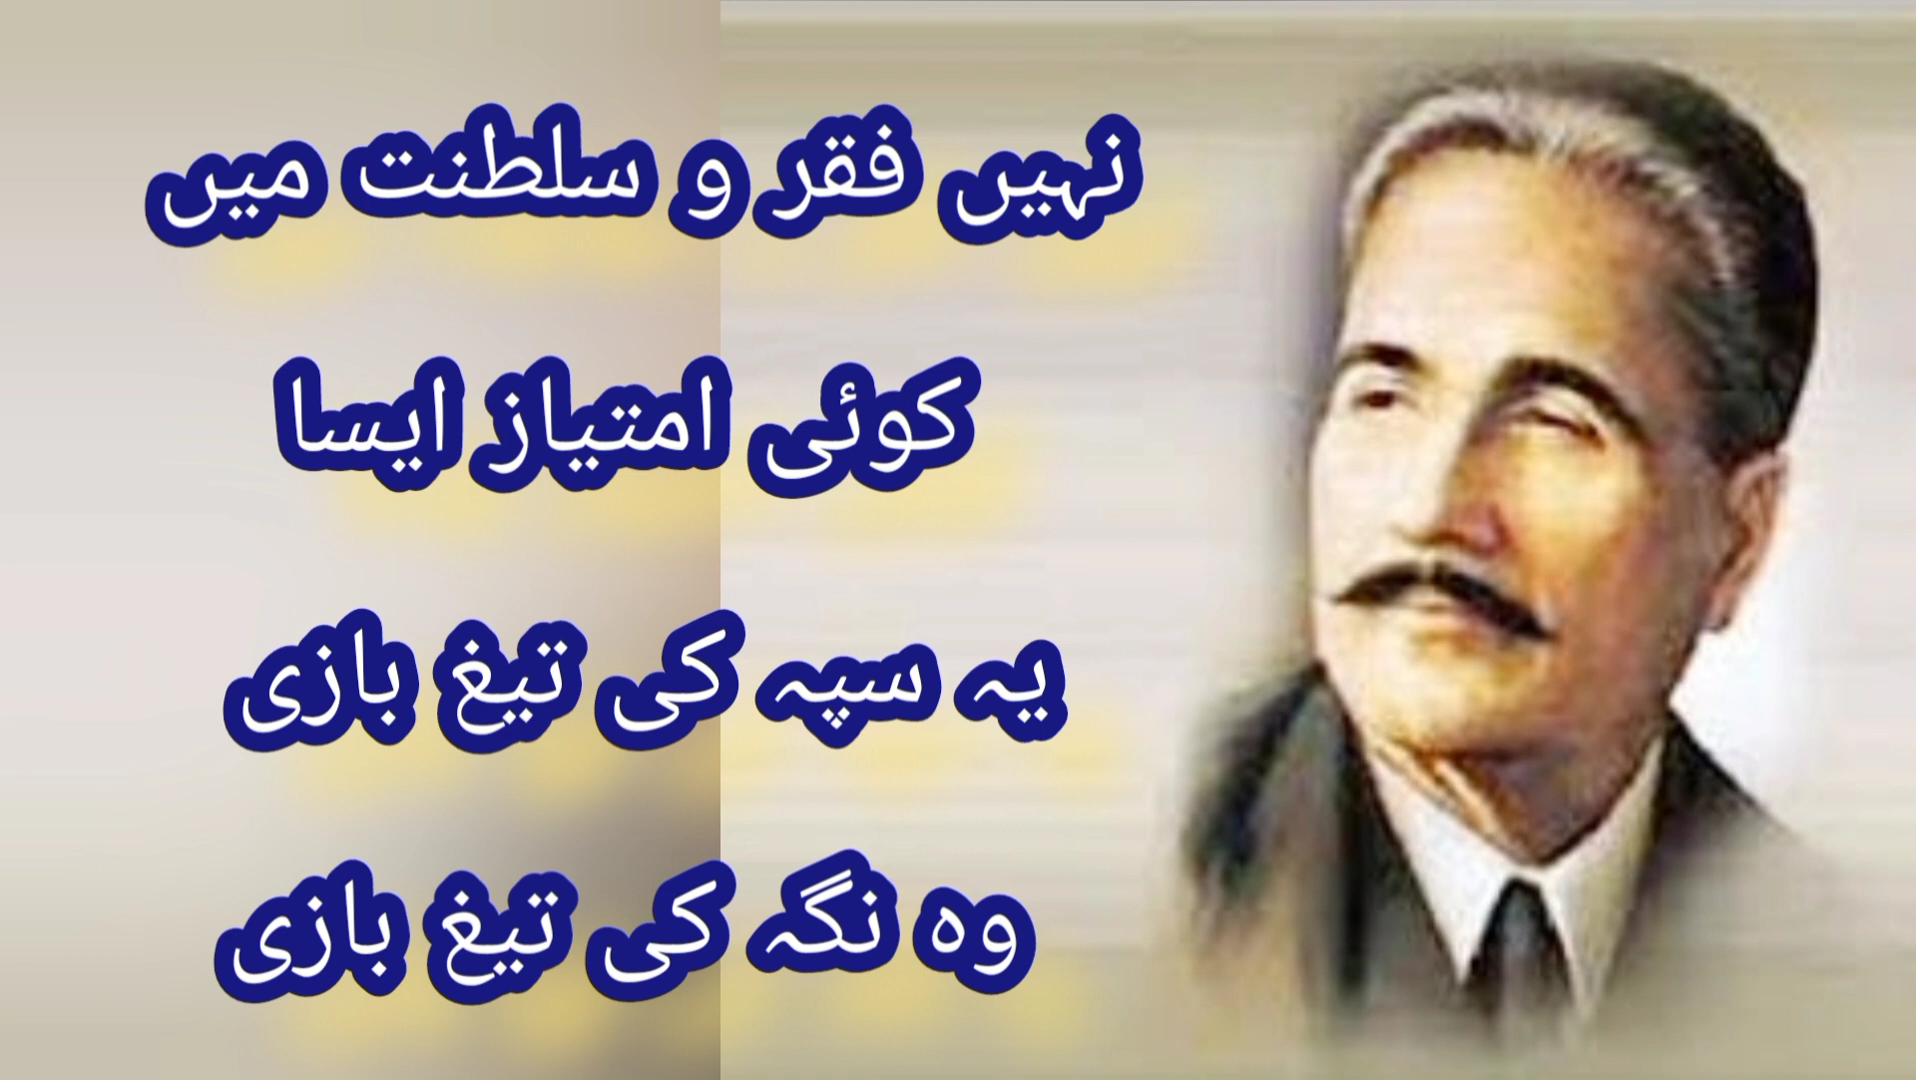 نہیں فقر و سلطنت میں
کوئی امتیاز ایسا
یہ سپہ کی تیغ بازی
وہ نگہ کی تیغ بازی